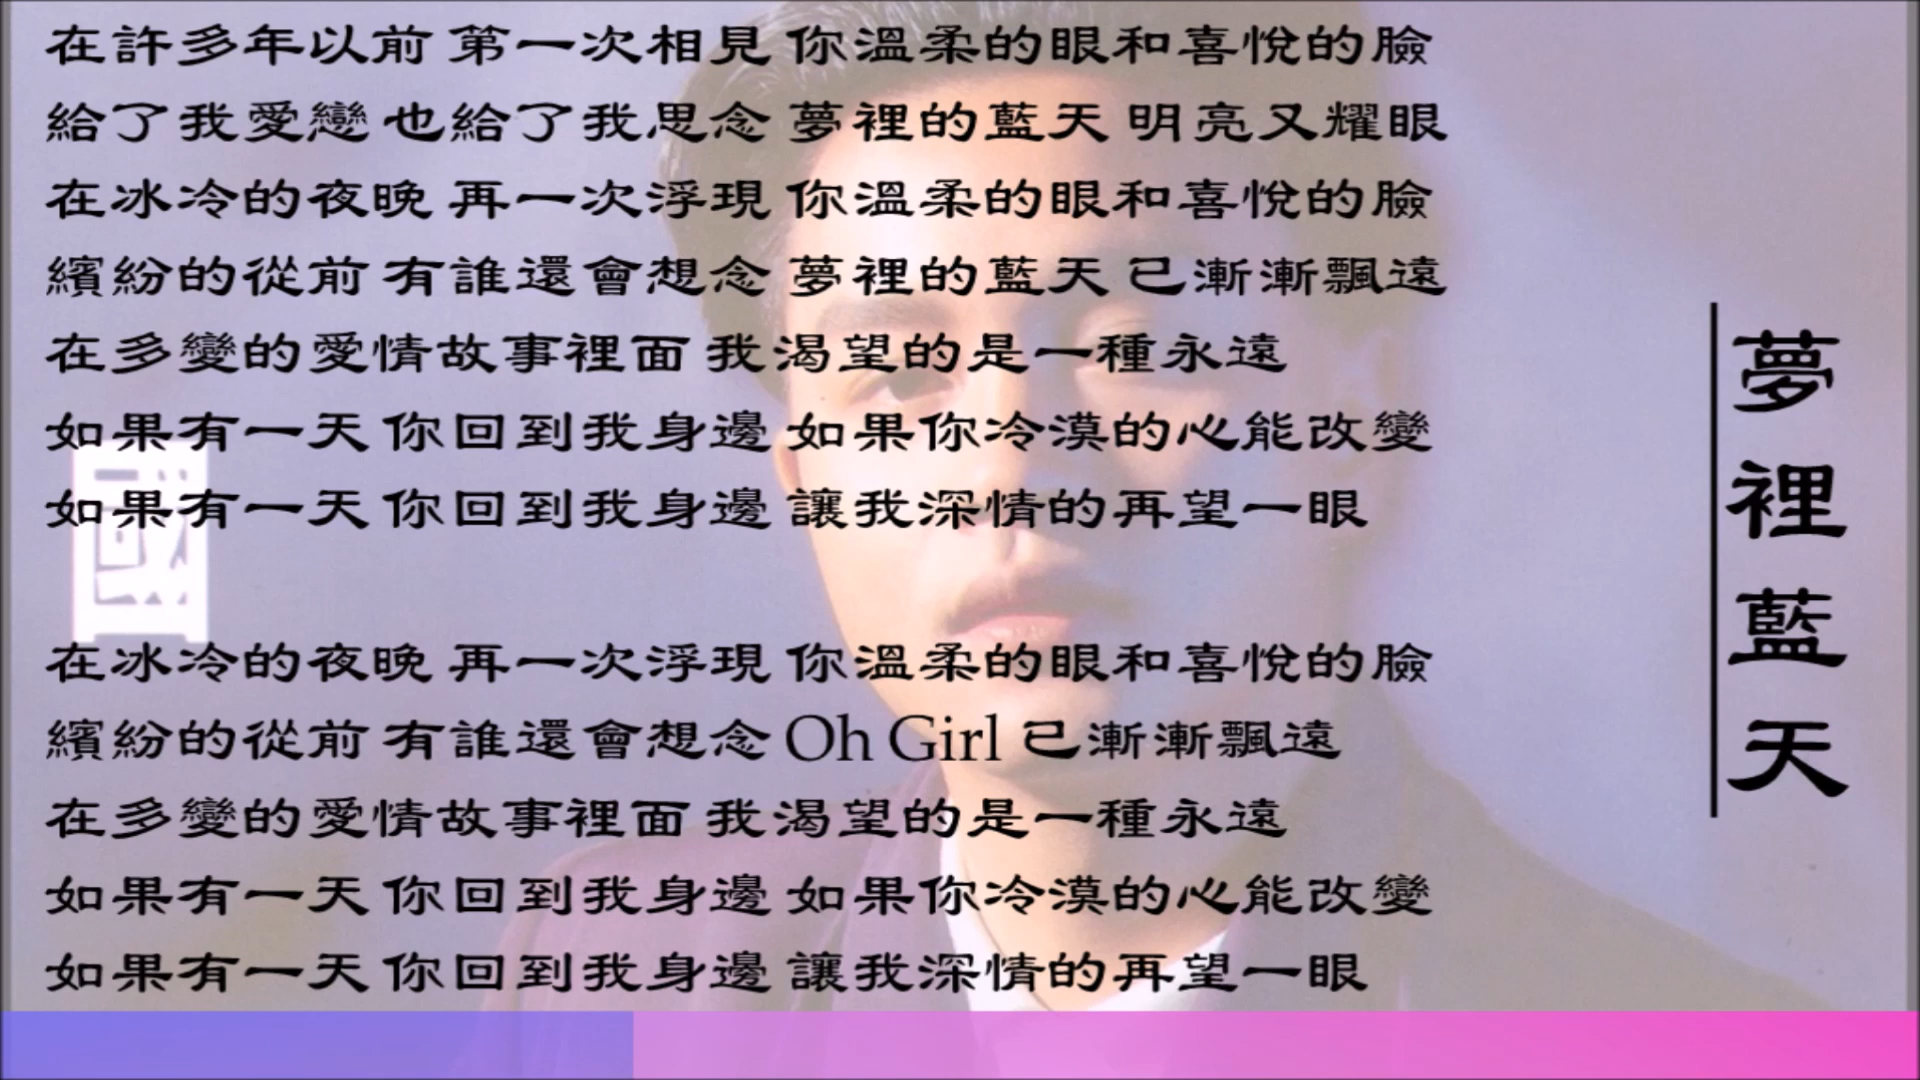 在許多年以前 第一次相見 你溫柔的眼和喜悅的臉
給了我愛戀 也給了我思念 夢裡的藍天 明亮又耀眼
在冰冷的夜晚 再一次浮現 你溫柔的眼和喜悅的臉
繽紛的從前 有誰還會想念 夢裡的藍天 已漸漸飄遠
在多變的愛情故事裡面 我渴望的是一種永遠
如果有一天 你回到我身邊 如果你冷漠的心能改變
如果有一天 你回到我身邊 讓我深情的再望一眼
國
在冰冷的夜晚 再一次浮現 你溫柔的眼和喜悅的臉
繽紛的從前 有誰還會想念 Oh Girl 已漸漸飄遠
在多變的愛情故事裡面 我渴望的是一種永遠
如果有一天 你回到我身邊 如果你冷漠的心能改變
如果有一天 你回到我身邊 讓我深情的再望一眼
夢裡藍天